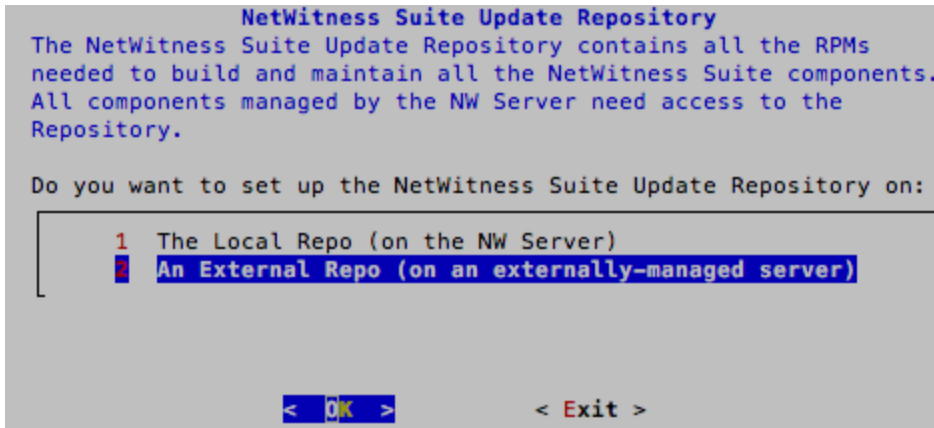 NetWitness Suite Update Repository
The NetWitness Suite Update Repository contains all the RPMs
needed to build and maintain all the NetWitness Suite components.
All components managed by the NW Server need access to the
Repository.
Do you want to set up the NetWitness Suite Update Repository on:
1 The Local Repo (on the NW Server)
2 An External Repo (on an externally-managed server)
< OK > < Exit >